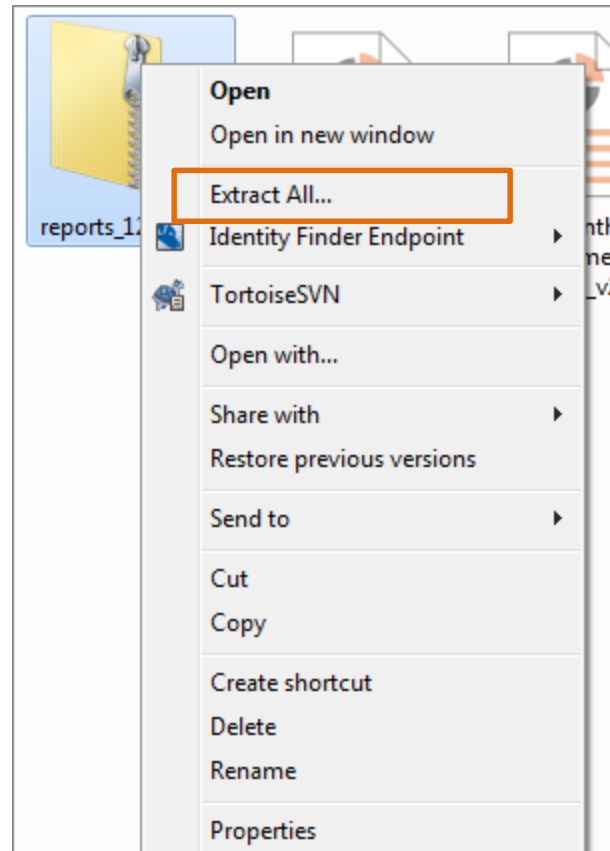 Open
Open in new window
Extract All...
reports_12
Identity Finder Endpoint
TortoiseSVN
Open with...
Share with
Restore previous versions
Send to
Cut
Copy
Create shortcut
Delete
Rename
Properties